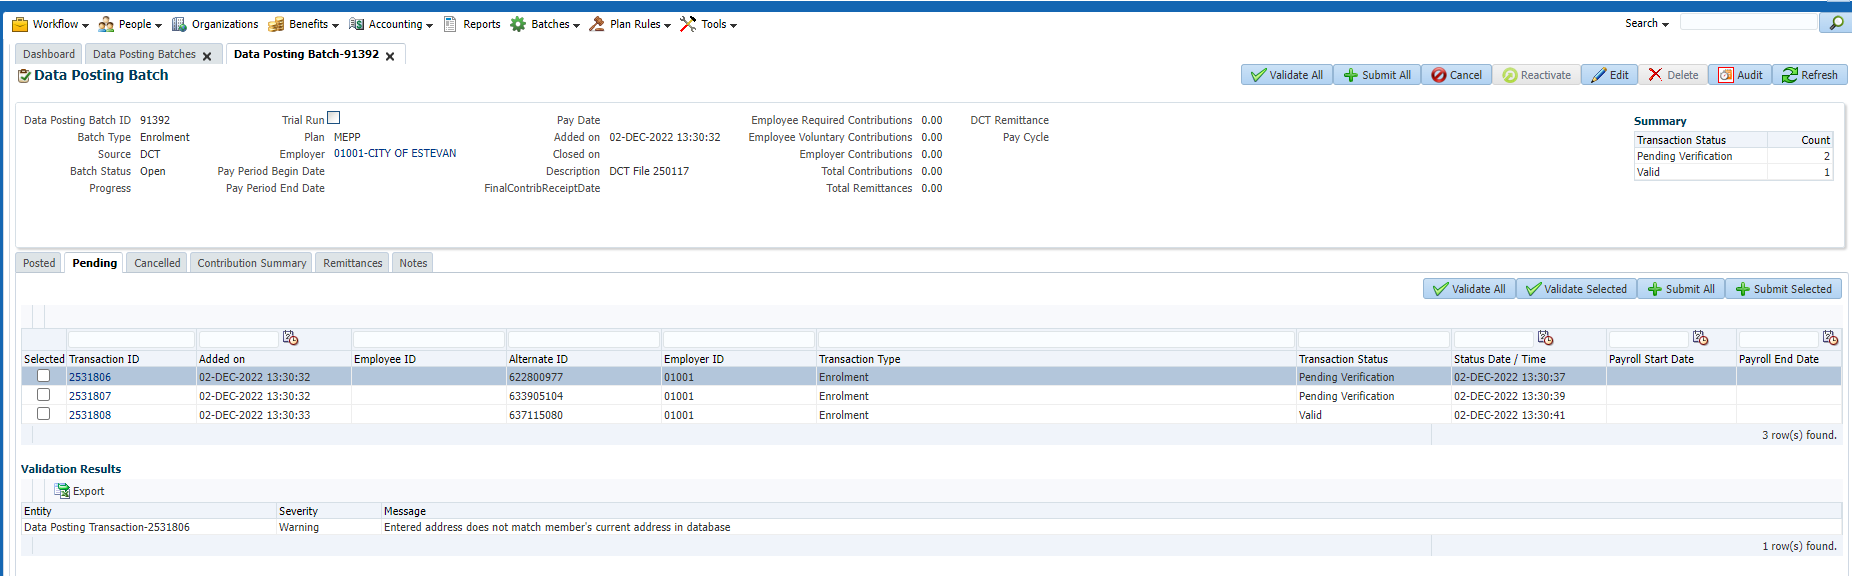 Workflow People Organizations Benefits Accounting Reports Batches Plan Rules Tools Search
Dashboard Data Posting Batches Data Posting Batch-91392
Data Posting Batch Validate All Submit All Cancel Reactivate Edit Delete Audit Refresh
Data Posting Batch ID 91392 Trial Run Pay Date Employee Required Contributions 0.00 DCT Remittance
Batch Type Enrolment Plan MEPP Added on 02-DEC-2022 13:30:32 Employee Voluntary Contributions 0.00 Pay Cycle
Source DCT Employer 01001-CITY OF ESTEVAN Closed on Employer Contributions 0.00
Batch Status Open Pay Period Begin Date Description DCT File 250117 Total Contributions 0.00
Progress Pay Period End Date FinalContribReceiptDate Total Remittances 0.00
Summary
Transaction Status Count
Pending Verification 2
Valid 1
Posted Pending Cancelled Contribution Summary Remittances Notes
Validate All Validate Selected Submit All Submit Selected
Selected Transaction ID Added on Employee ID Alternate ID Employer ID Transaction Type Transaction Status Status Date / Time Payroll Start Date Payroll End Date
2531806 02-DEC-2022 13:30:32 622800977 01001 Enrolment Pending Verification 02-DEC-2022 13:30:37
2531807 02-DEC-2022 13:30:32 633905104 01001 Enrolment Pending Verification 02-DEC-2022 13:30:39
2531808 02-DEC-2022 13:30:33 637115080 01001 Enrolment Valid 02-DEC-2022 13:30:41
3 row(s) found.
Validation Results
Export
Entity Severity Message
Data Posting Transaction-2531806 Warning Entered address does not match member's current address in database
1 row(s) found.